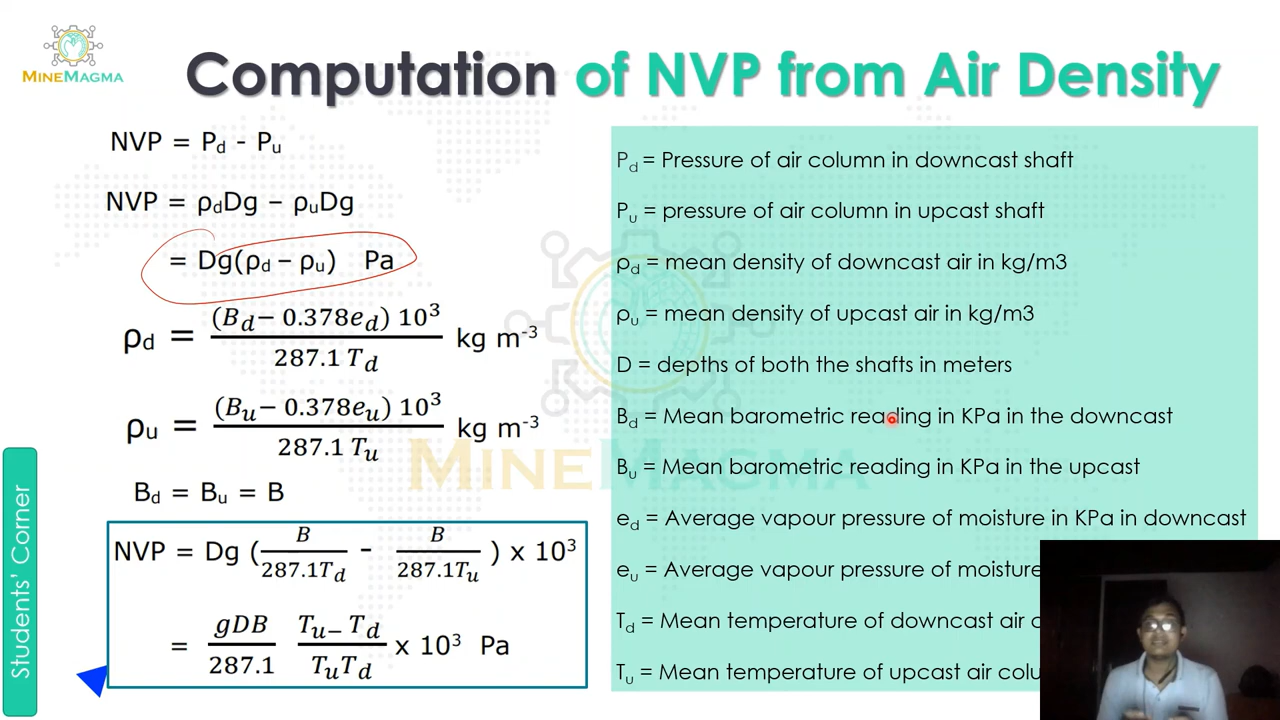 MINEMAGMA
Computation of NVP from Air Density
NVP = Pd - Pu
NVP = ρdDg – ρuDg
= Dg(ρd – ρu) Pa
ρd = (Bd − 0.378ed) 10³ / 287.1 Td kg m-³
ρu = (Bu − 0.378eu) 10³ / 287.1 Tu kg m-³
Bd = Bu = B
NVP = Dg (B / 287.1Td - B / 287.1Tu) x 10³
= gDB / 287.1 Tu− Td / TuTd x 10³ Pa
Pd = Pressure of air column in downcast shaft
Pu = pressure of air column in upcast shaft
ρd = mean density of downcast air in kg/m3
ρu = mean density of upcast air in kg/m3
D = depths of both the shafts in meters
Bd = Mean barometric reading in KPa in the downcast
Bu = Mean barometric reading in KPa in the upcast
ed = Average vapour pressure of moisture in KPa in downcast
eu = Average vapour pressure of moisture
Td = Mean temperature of downcast air
Tu = Mean temperature of upcast air
Students' Corner
MINEMAGMA